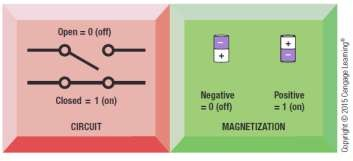 Open = 0 (off)
Closed = 1 (on)
CIRCUIT
−
+
+
−
Negative
= 0 (off)
Positive
= 1 (on)
MAGNETIZATION
Copyright © 2015 Cengage Learning®